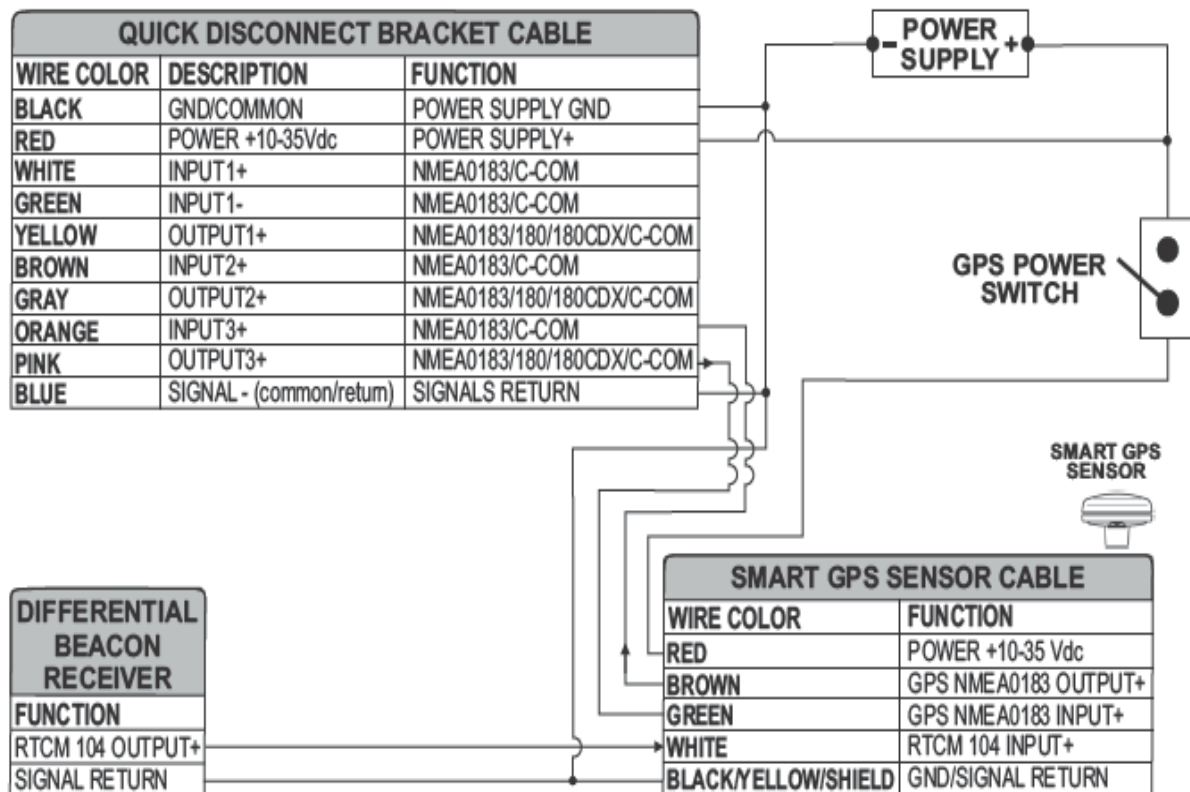 QUICK DISCONNECT BRACKET CABLE
WIRE COLOR DESCRIPTION FUNCTION
BLACK GND/COMMON POWER SUPPLY GND
RED POWER +10-35Vdc POWER SUPPLY+
WHITE INPUT1+ NMEA0183/C-COM
GREEN INPUT1- NMEA0183/C-COM
YELLOW OUTPUT1+ NMEA0183/180/180CDX/C-COM
BROWN INPUT2+ NMEA0183/C-COM
GRAY OUTPUT2+ NMEA0183/180/180CDX/C-COM
ORANGE INPUT3+ NMEA0183/C-COM
PINK OUTPUT3+ NMEA0183/180/180CDX/C-COM
BLUE SIGNAL - (common/return) SIGNALS RETURN
- POWER +
SUPPLY
GPS POWER
SWITCH
SMART GPS
SENSOR
DIFFERENTIAL
BEACON
RECEIVER
FUNCTION
RTCM 104 OUTPUT+
SIGNAL RETURN
SMART GPS SENSOR CABLE
WIRE COLOR FUNCTION
RED POWER +10-35 Vdc
BROWN GPS NMEA0183 OUTPUT+
GREEN GPS NMEA0183 INPUT+
WHITE RTCM 104 INPUT+
BLACK/YELLOW/SHIELD GND/SIGNAL RETURN